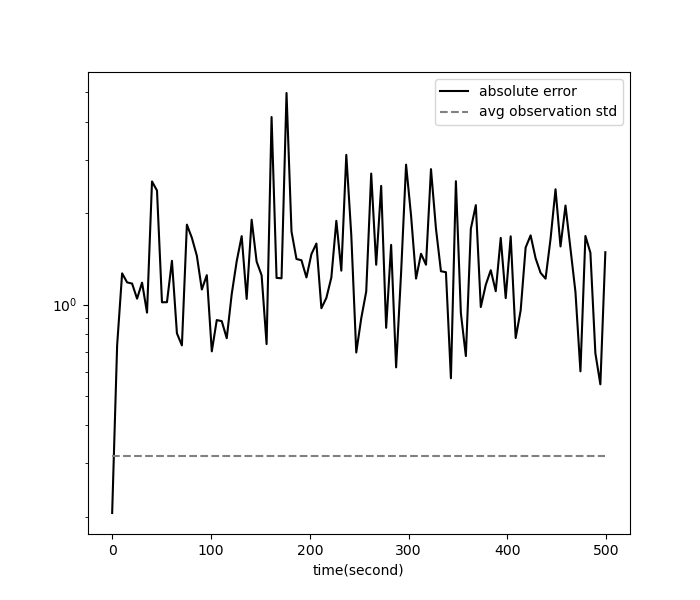 absolute error
avg observation std
10⁰
0 100 200 300 400 500
time(second)